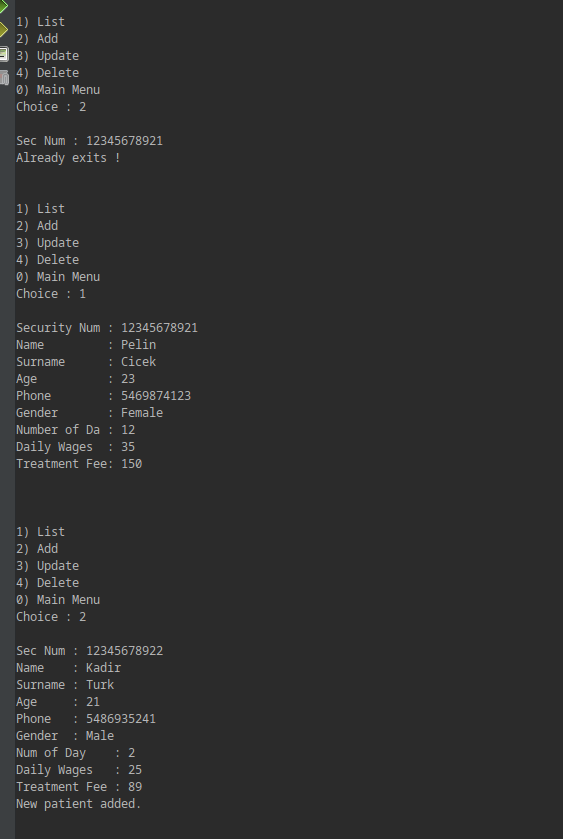 1) List
2) Add
3) Update
4) Delete
0) Main Menu
Choice : 2
Sec Num : 12345678921
Already exits !
1) List
2) Add
3) Update
4) Delete
0) Main Menu
Choice : 1
Security Num : 12345678921
Name         : Pelin
Surname      : Cicek
Age          : 23
Phone        : 5469874123
Gender       : Female
Number of Da : 12
Daily Wages  : 35
Treatment Fee: 150
1) List
2) Add
3) Update
4) Delete
0) Main Menu
Choice : 2
Sec Num : 12345678922
Name    : Kadir
Surname : Turk
Age     : 21
Phone   : 5486935241
Gender  : Male
Num of Day    : 2
Daily Wages   : 25
Treatment Fee : 89
New patient added.